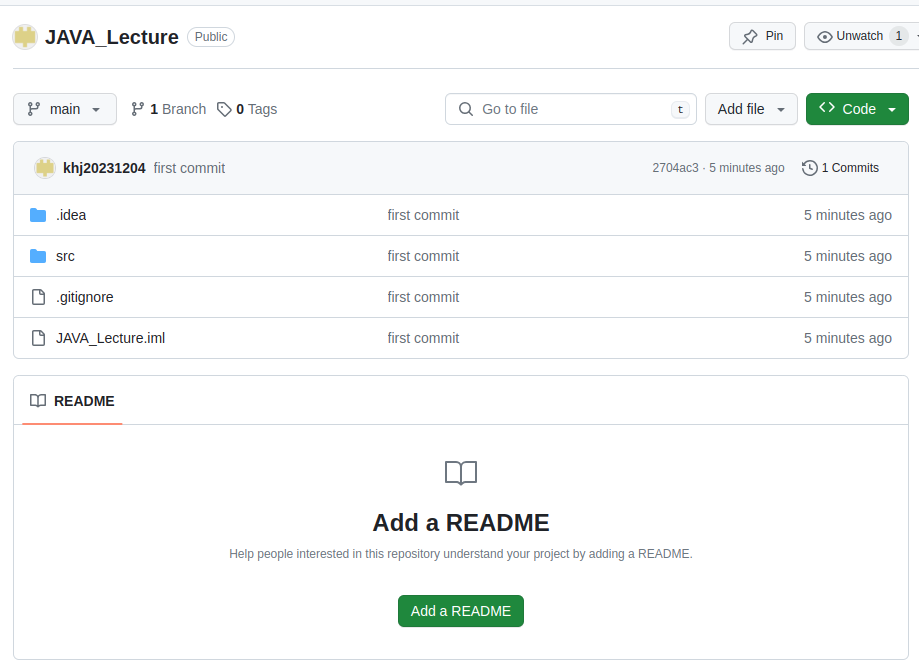 JAVA_Lecture Public Pin Unwatch 1
main 1 Branch 0 Tags Go to file t Add file Code
khj20231204 first commit 2704ac3 · 5 minutes ago 1 Commits
.idea first commit 5 minutes ago
src first commit 5 minutes ago
.gitignore first commit 5 minutes ago
JAVA_Lecture.iml first commit 5 minutes ago
README
Add a README
Help people interested in this repository understand your project by adding a README.
Add a README